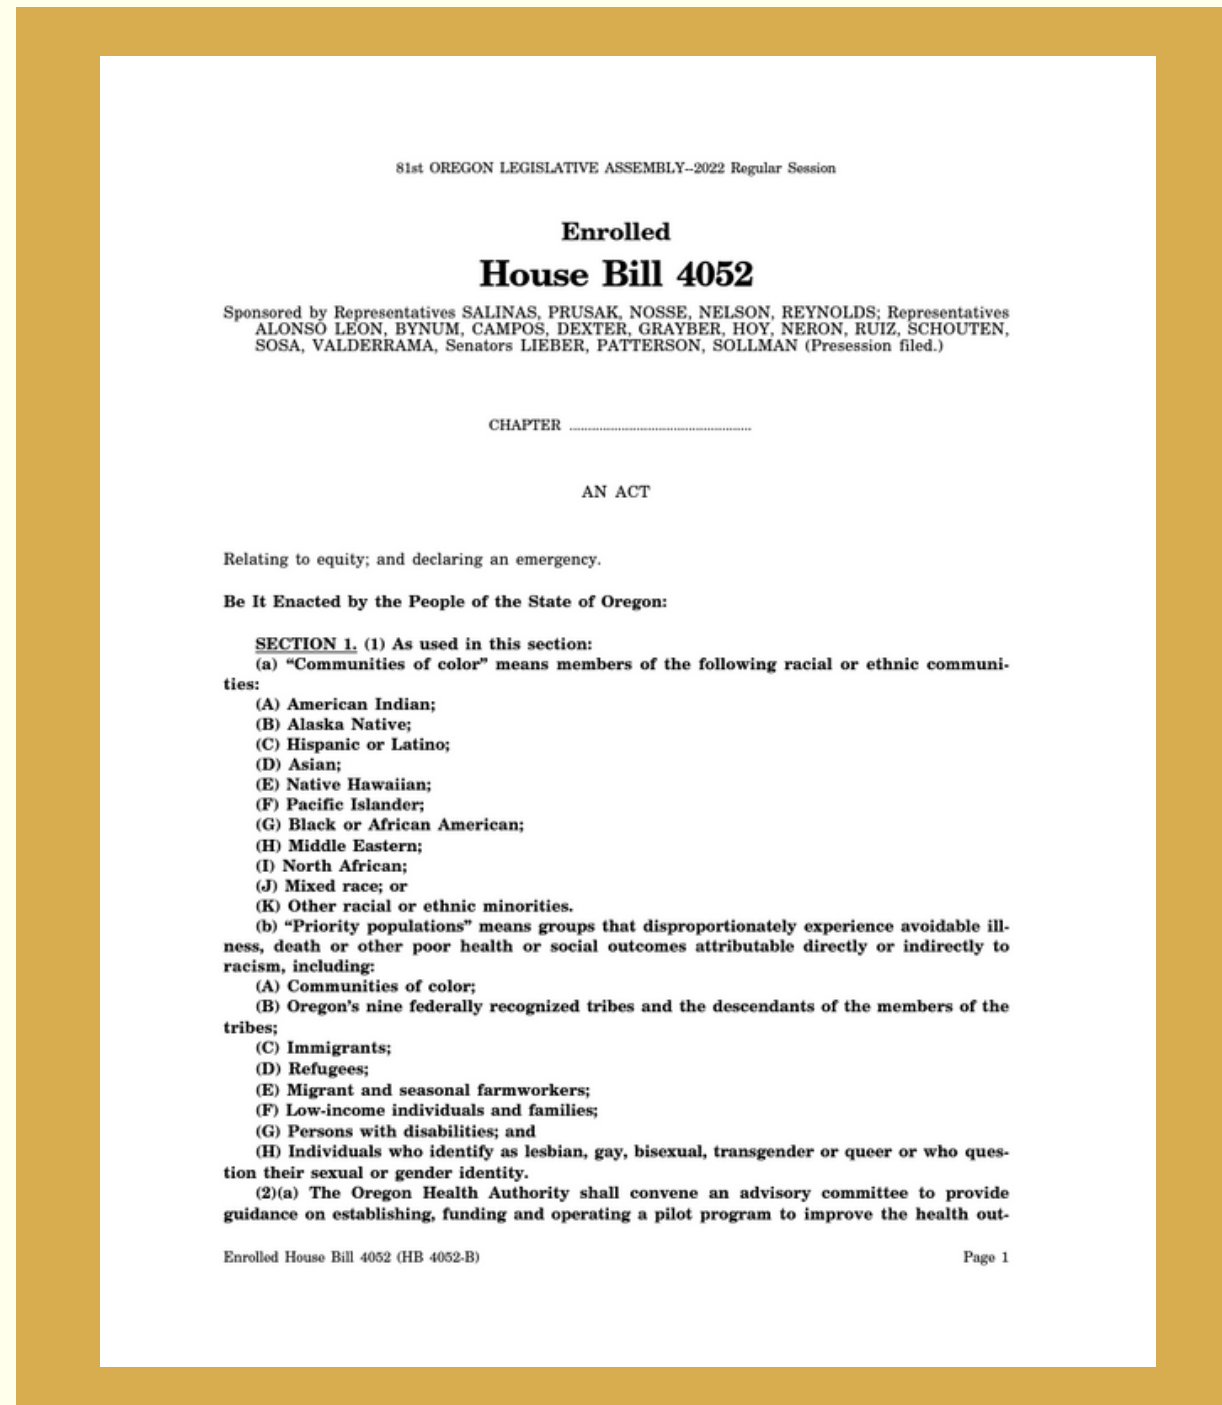 81st OREGON LEGISLATIVE ASSEMBLY--2022 Regular Session
Enrolled
House Bill 4052
Sponsored by Representatives SALINAS, PRUSAK, NOSSE, NELSON, REYNOLDS; Representatives
ALONSO LEON, BYNUM, CAMPOS, DEXTER, GRAYBER, HOY, NERON, RUIZ, SCHOUTEN,
SOSA, VALDERRAMA, Senators LIEBER, PATTERSON, SOLLMAN (Presession filed.)
CHAPTER .................................................
AN ACT
Relating to equity; and declaring an emergency.
Be It Enacted by the People of the State of Oregon:
SECTION 1. (1) As used in this section:
(a) “Communities of color” means members of the following racial or ethnic communi-
ties:
(A) American Indian;
(B) Alaska Native;
(C) Hispanic or Latino;
(D) Asian;
(E) Native Hawaiian;
(F) Pacific Islander;
(G) Black or African American;
(H) Middle Eastern;
(I) North African;
(J) Mixed race; or
(K) Other racial or ethnic minorities.
(b) “Priority populations” means groups that disproportionately experience avoidable ill-
ness, death or other poor health or social outcomes attributable directly or indirectly to
racism, including:
(A) Communities of color;
(B) Oregon’s nine federally recognized tribes and the descendants of the members of the
tribes;
(C) Immigrants;
(D) Refugees;
(E) Migrant and seasonal farmworkers;
(F) Low-income individuals and families;
(G) Persons with disabilities; and
(H) Individuals who identify as lesbian, gay, bisexual, transgender or queer or who ques-
tion their sexual or gender identity.
(2)(a) The Oregon Health Authority shall convene an advisory committee to provide
guidance on establishing, funding and operating a pilot program to improve the health out-
Enrolled House Bill 4052 (HB 4052-B) Page 1